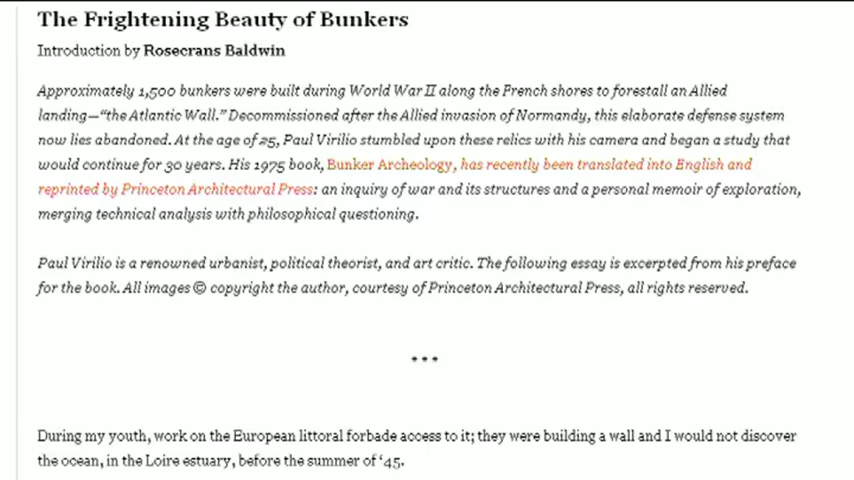 The Frightening Beauty of Bunkers
Introduction by Rosecrans Baldwin
Approximately 1,500 bunkers were built during World War II along the French shores to forestall an Allied
landing—“the Atlantic Wall.” Decommissioned after the Allied invasion of Normandy, this elaborate defense system
now lies abandoned. At the age of 25, Paul Virilio stumbled upon these relics with his camera and began a study that
would continue for 30 years. His 1975 book, Bunker Archeology, has recently been translated into English and
reprinted by Princeton Architectural Press: an inquiry of war and its structures and a personal memoir of exploration,
merging technical analysis with philosophical questioning.
Paul Virilio is a renowned urbanist, political theorist, and art critic. The following essay is excerpted from his preface
for the book. All images © copyright the author, courtesy of Princeton Architectural Press, all rights reserved.
* * *
During my youth, work on the European littoral forbade access to it; they were building a wall and I would not discover
the ocean, in the Loire estuary, before the summer of ‘45.